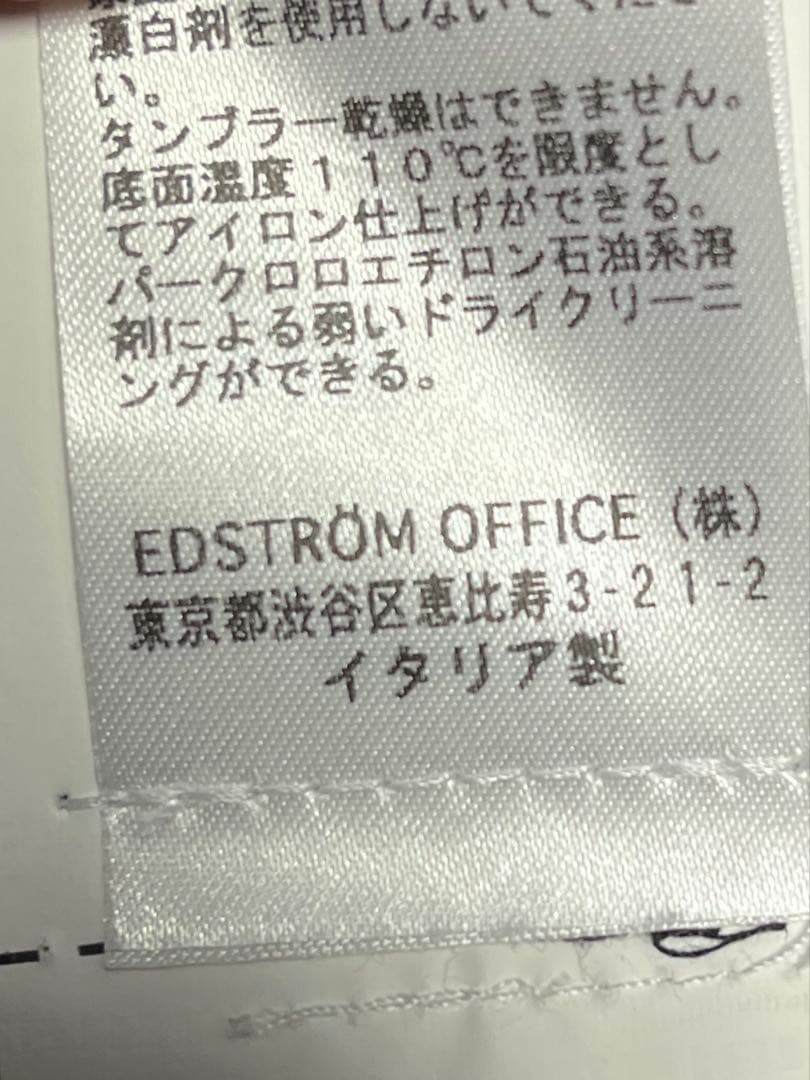 漂白剤を使用しないでくださ
い。
タンブラー乾燥はできません。
底面温度110℃を限度とし
てアイロン仕上げができる。
パークロロエチロン石油系溶
剤による弱いドライクリーニ
ングができる。
EDSTRÖM OFFICE (株)
東京都渋谷区恵比寿3-21-2
イタリア製